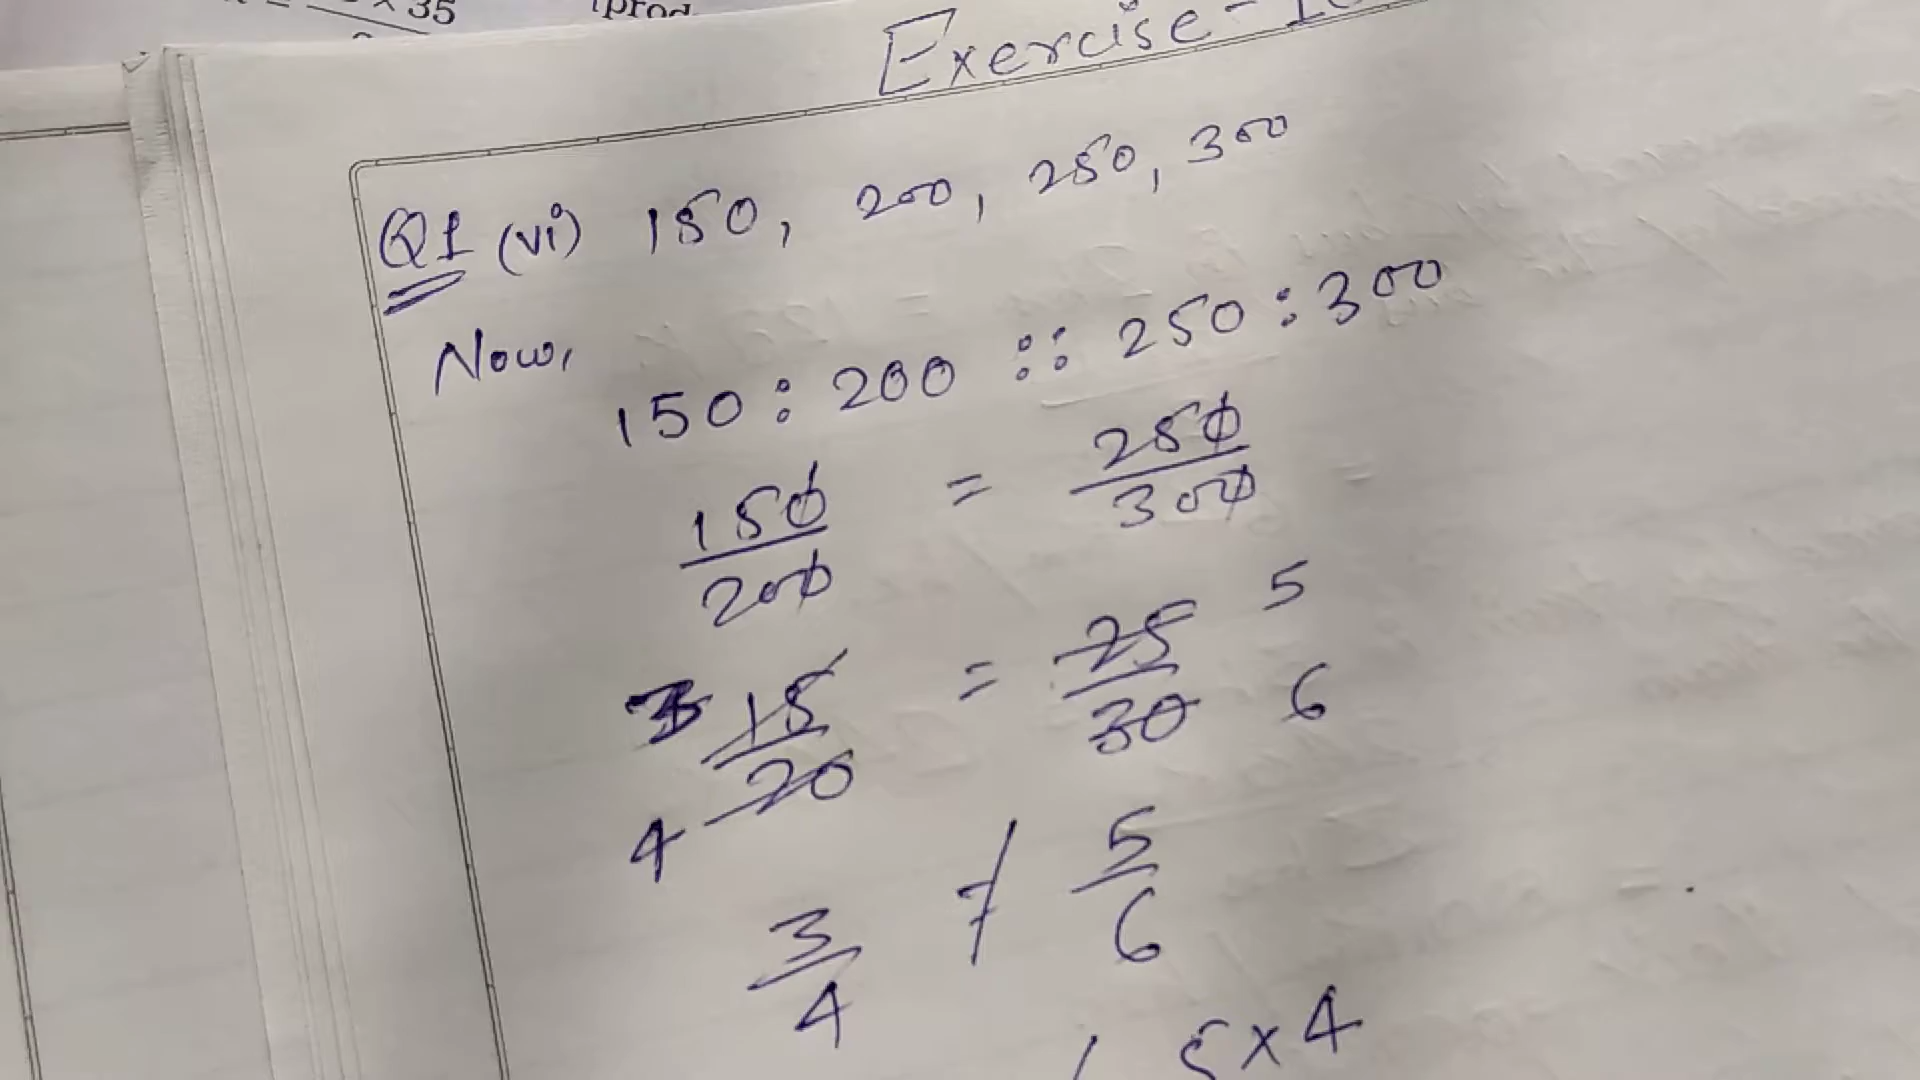 × 35
Exercise -
Q1 (vi) 150, 200, 250, 300
Now,
150 : 200 :: 250 : 300
150/200 = 250/300
3 15/20 4 = 25/30 5 6
3/4 ≠ 5/6
5 × 4